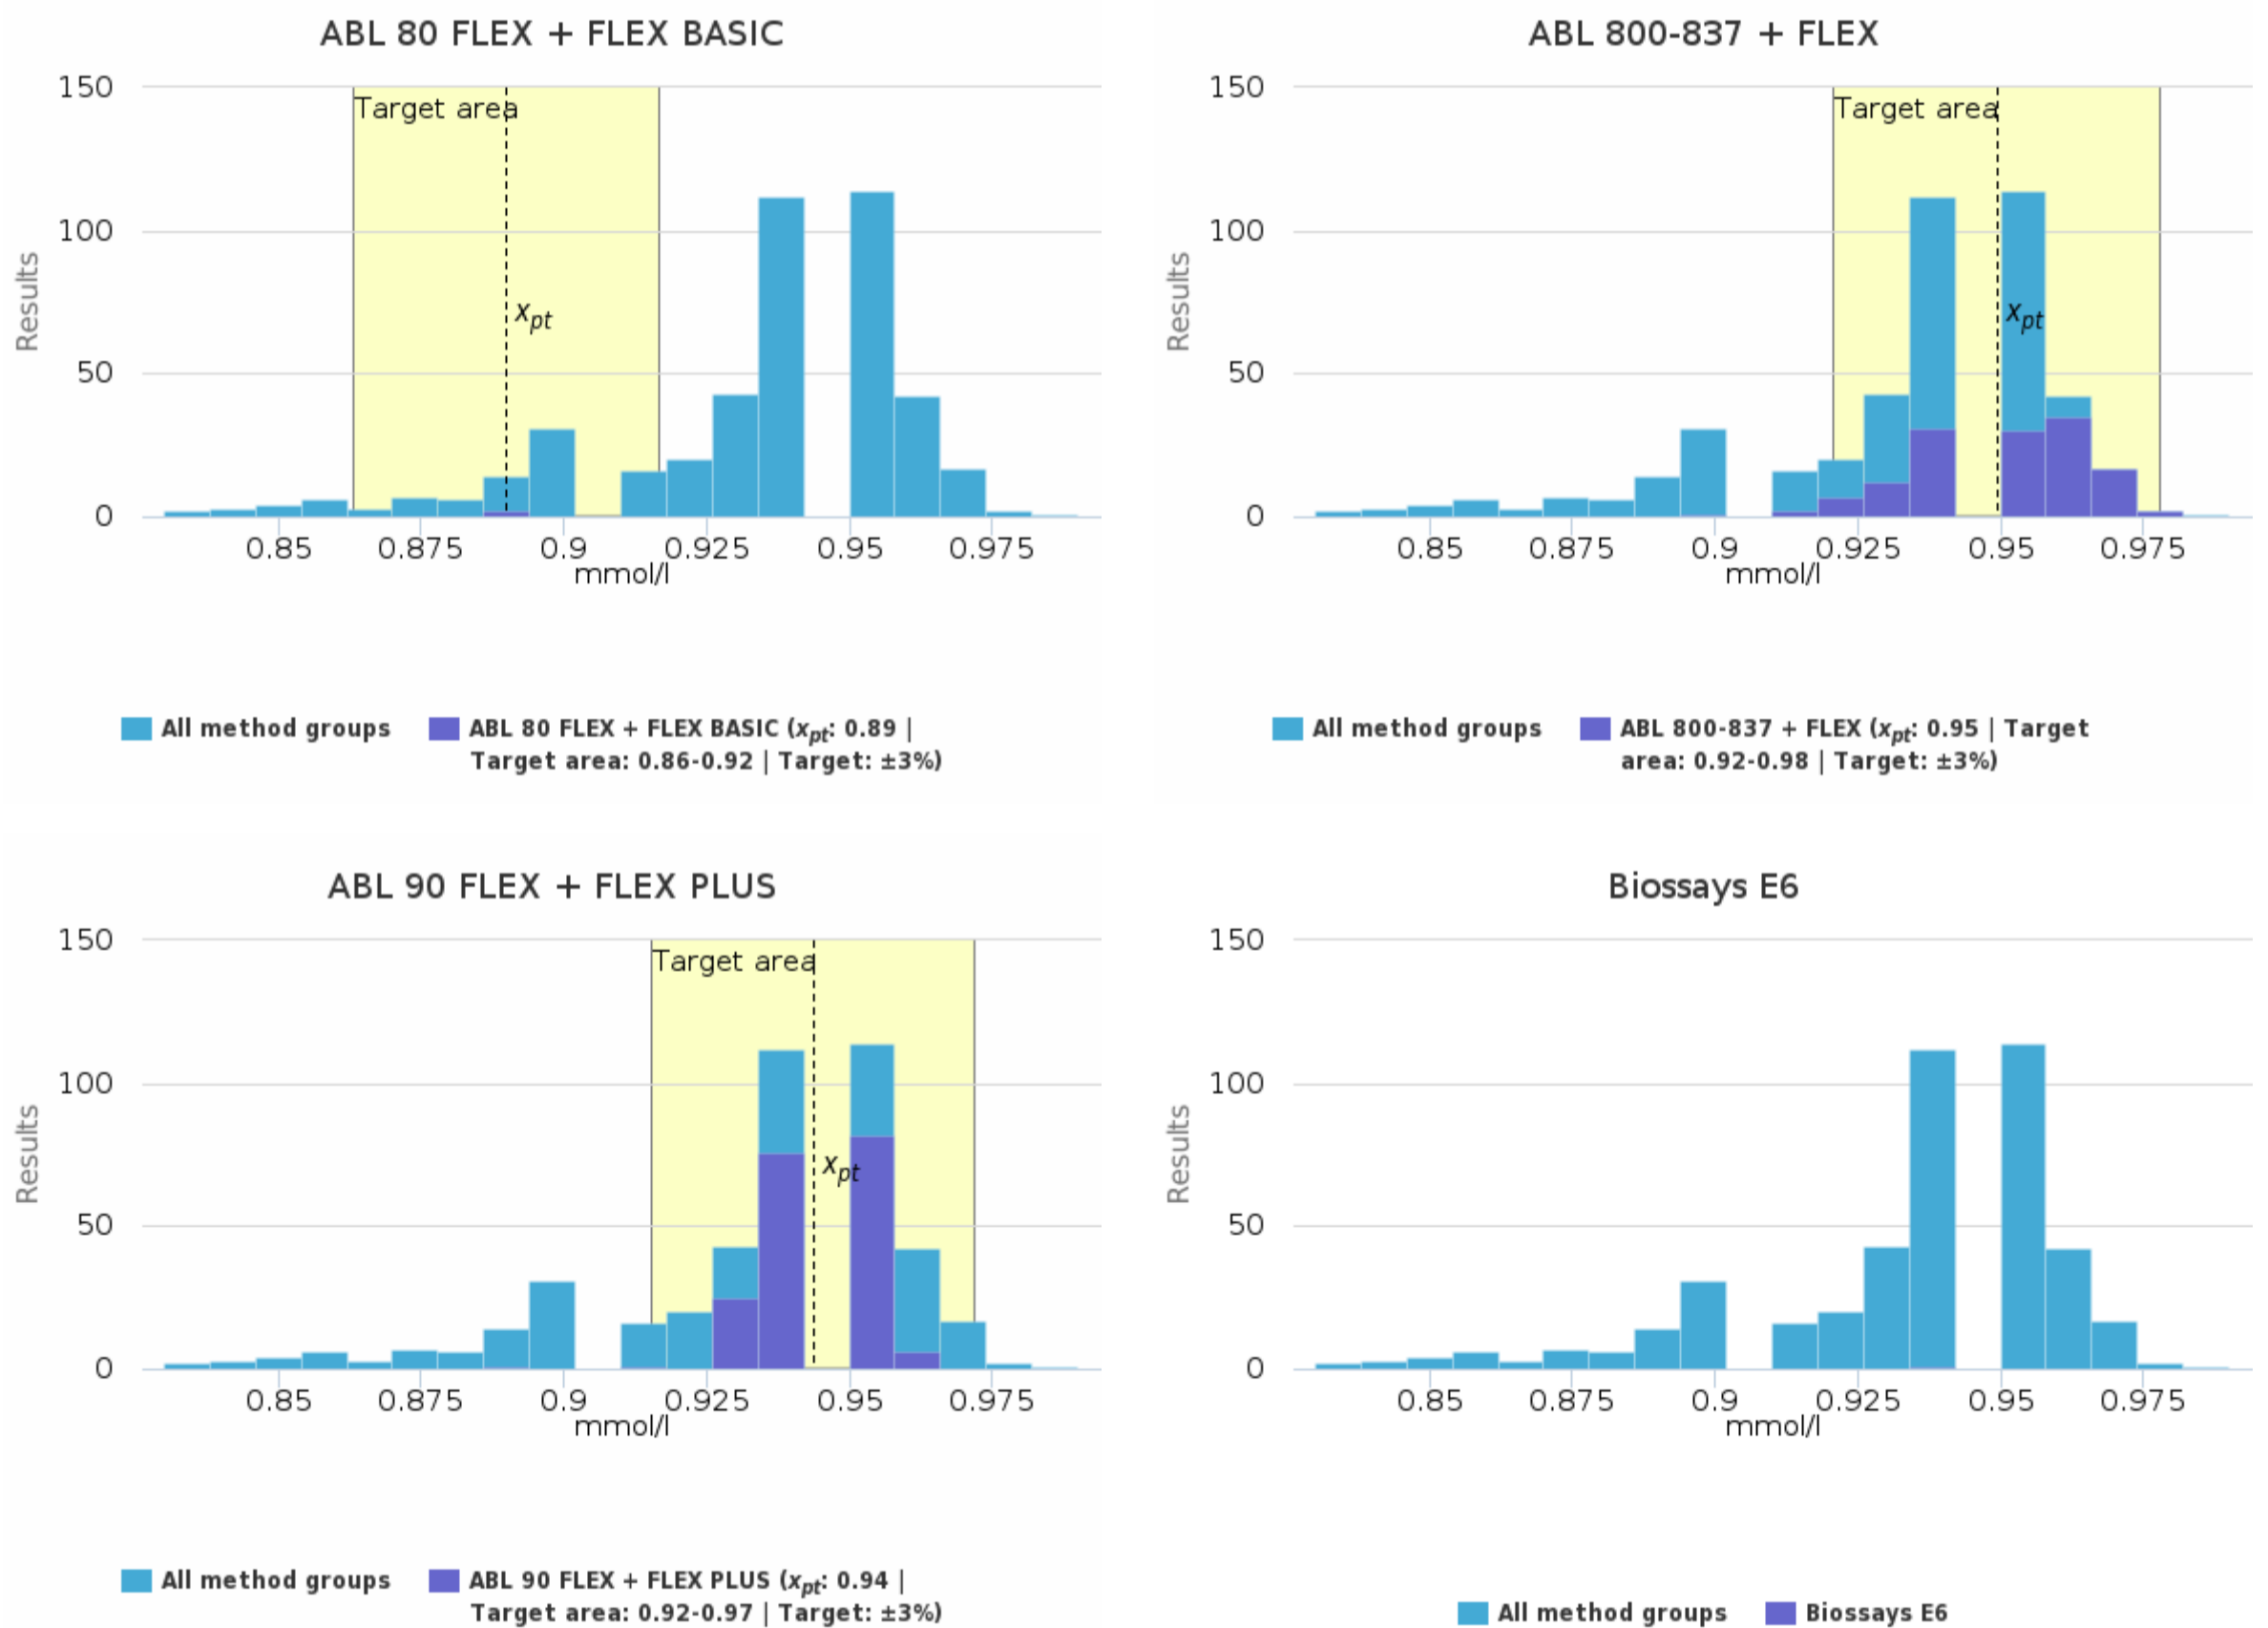 ABL 80 FLEX + FLEX BASIC
150
Target area
100
Results
x_pt
50
0
0.85 0.875 0.9 0.925 0.95 0.975
mmol/l
All method groups
ABL 80 FLEX + FLEX BASIC (x_pt: 0.89 |
Target area: 0.86-0.92 | Target: ±3%)
ABL 800-837 + FLEX
150
Target area
100
Results
x_pt
50
0
0.85 0.875 0.9 0.925 0.95 0.975
mmol/l
All method groups
ABL 800-837 + FLEX (x_pt: 0.95 | Target
area: 0.92-0.98 | Target: ±3%)
ABL 90 FLEX + FLEX PLUS
150
Target area
100
Results
x_pt
50
0
0.85 0.875 0.9 0.925 0.95 0.975
mmol/l
All method groups
ABL 90 FLEX + FLEX PLUS (x_pt: 0.94 |
Target area: 0.92-0.97 | Target: ±3%)
Biossays E6
150
100
Results
50
0
0.85 0.875 0.9 0.925 0.95 0.975
mmol/l
All method groups
Biossays E6